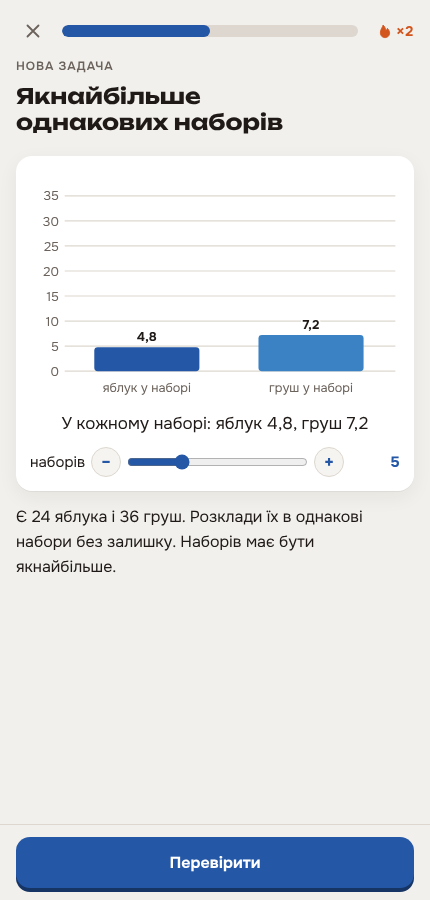 ×2
НОВА ЗАДАЧА
Якнайбільше
однакових наборів
35
30
25
20
15
10
5
0
4,8
7,2
яблук у наборі
груш у наборі
У кожному наборі: яблук 4,8, груш 7,2
наборів − + 5
Є 24 яблука і 36 груш. Розклади їх в однакові
набори без залишку. Наборів має бути
якнайбільше.
Перевірити